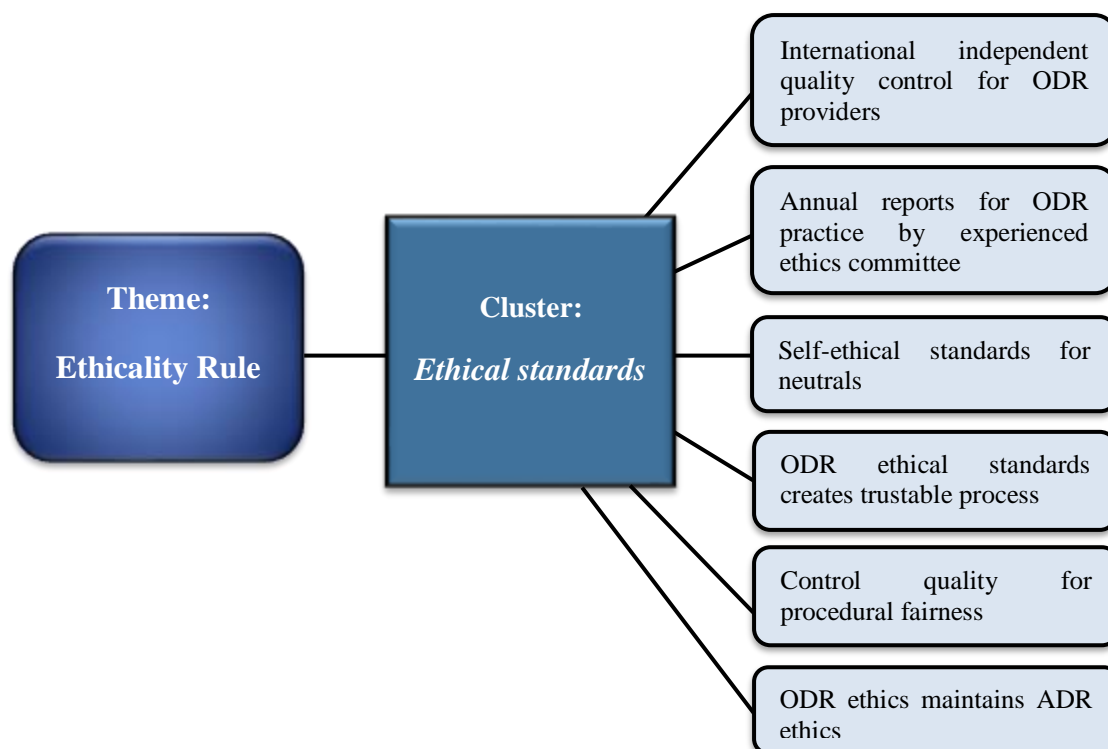 Theme:
Ethicality Rule
Cluster:
Ethical standards
International independent
quality control for ODR
providers
Annual reports for ODR
practice by experienced
ethics committee
Self-ethical standards for
neutrals
ODR ethical standards
creates trustable process
Control quality for
procedural fairness
ODR ethics maintains ADR
ethics